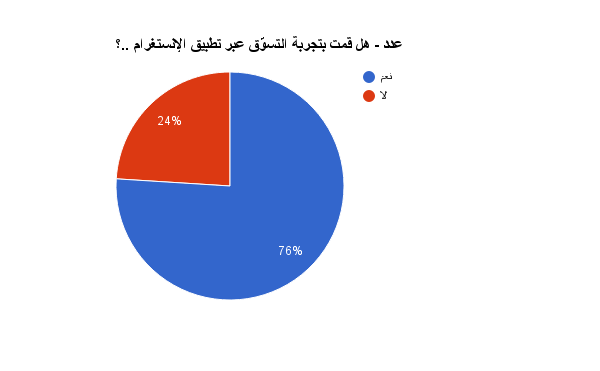 عدد - هل قمت بتجربة التسوّق عبر تطبيق الإنستغرام ..؟
نعم
لا
24%
76%